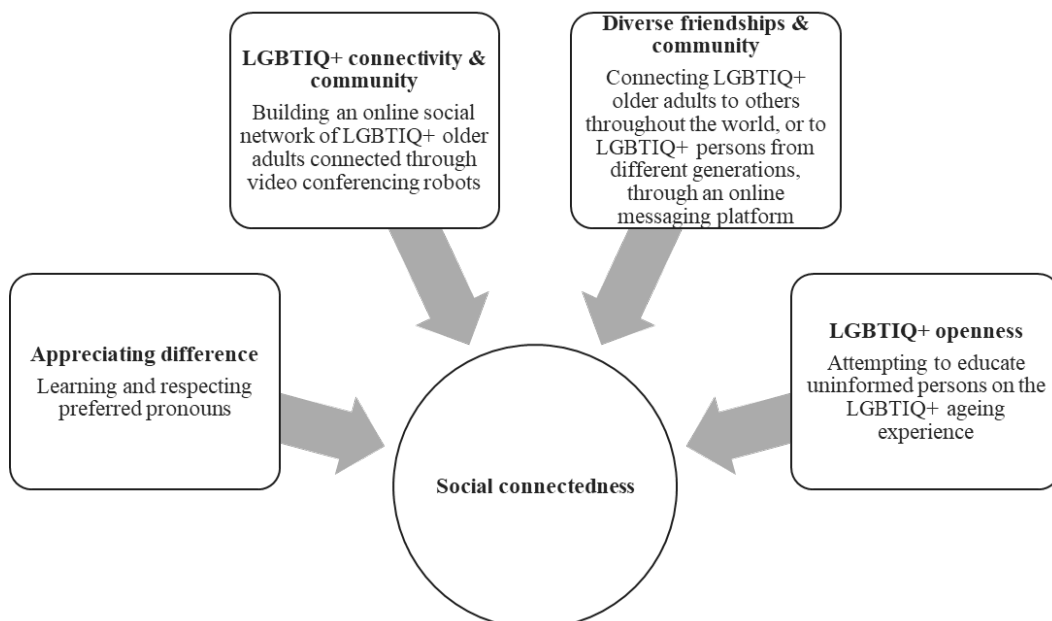 LGBTIQ+ connectivity &
community
Building an online social
network of LGBTIQ+ older
adults connected through
video conferencing robots
Diverse friendships &
community
Connecting LGBTIQ+
older adults to others
throughout the world, or to
LGBTIQ+ persons from
different generations,
through an online
messaging platform
Appreciating difference
Learning and respecting
preferred pronouns
LGBTIQ+ openness
Attempting to educate
uninformed persons on the
LGBTIQ+ ageing
experience
Social connectedness